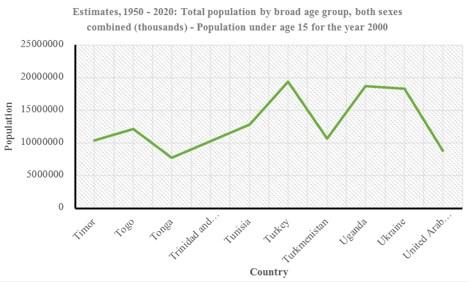 Estimates, 1950 - 2020: Total population by broad age group, both sexes
combined (thousands) - Population under age 15 for the year 2000
25000000
20000000
15000000
10000000
5000000
0
Population
Timor
Togo
Tonga
Trinidad and...
Tunisia
Turkey
Turkmenistan
Uganda
Ukraine
United Arab...
Country